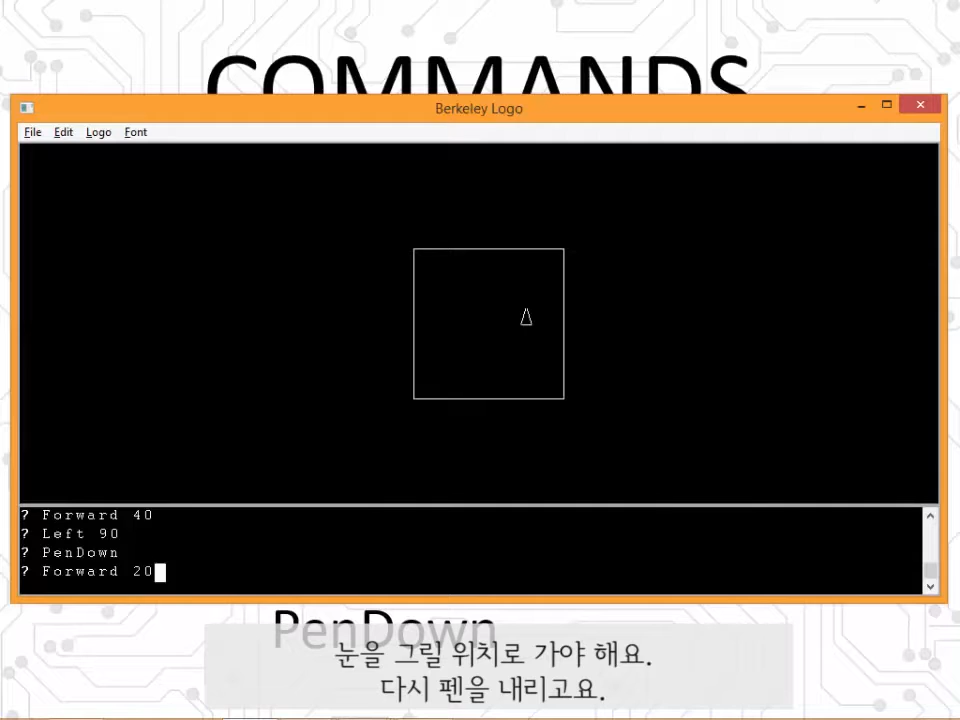 COMMANDS
Berkeley Logo
File Edit Logo Font
? Forward 40
? Left 90
? PenDown
? Forward 20
PenDown
눈을 그릴 위치로 가야 해요.
다시 펜을 내리고요.